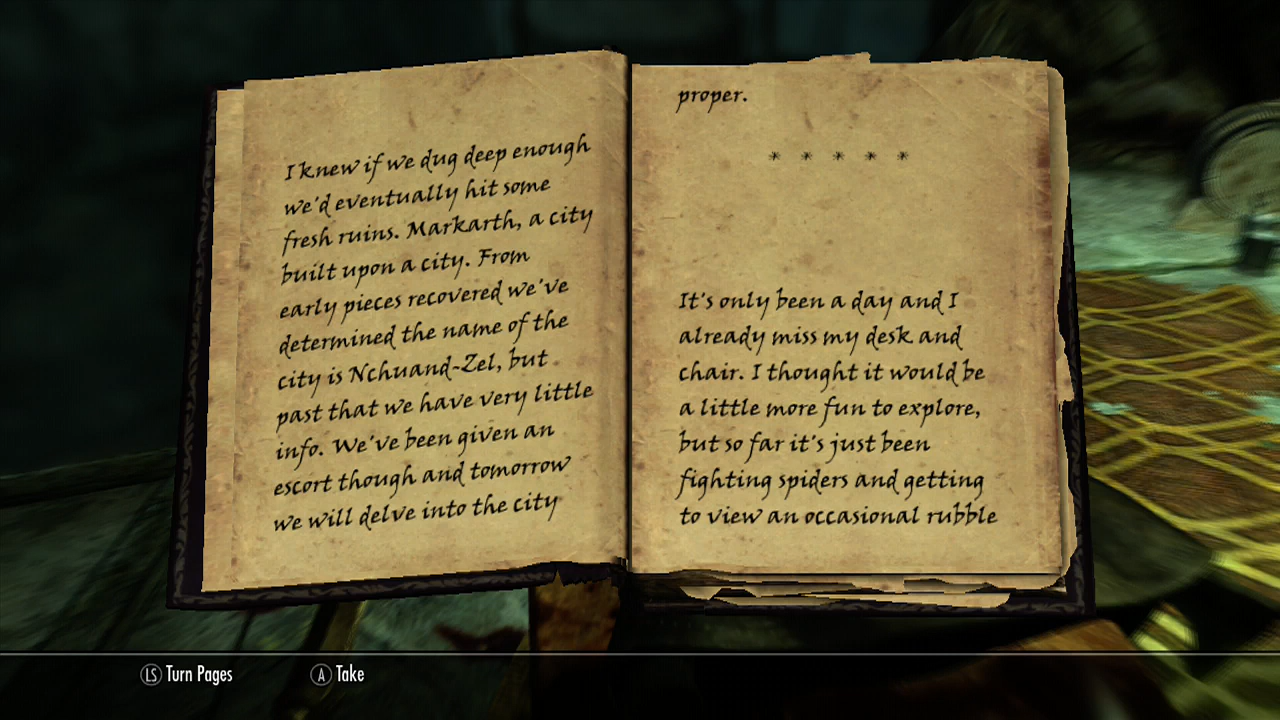 I knew if we dug deep enough
we'd eventually hit some
fresh ruins. Markarth, a city
built upon a city. From
early pieces recovered we've
determined the name of the
city is Nchuand-Zel, but
past that we have very little
info. We've been given an
escort though and tomorrow
we will delve into the city
proper.
* * * * *
It's only been a day and I
already miss my desk and
chair. I thought it would be
a little more fun to explore,
but so far it's just been
fighting spiders and getting
to view an occasional rubble
LS Turn Pages
A Take